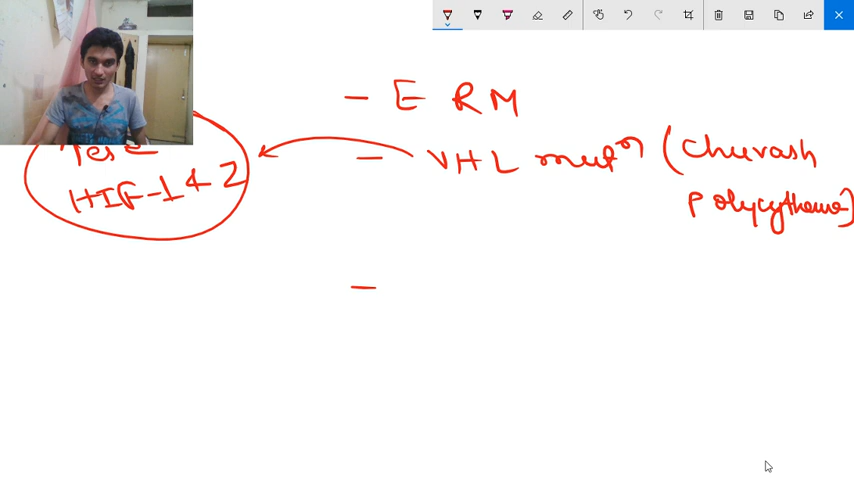 - E R M
- VHL mutⁿ (Chuvash
Polycythemia)
HIF-1 & 2
-